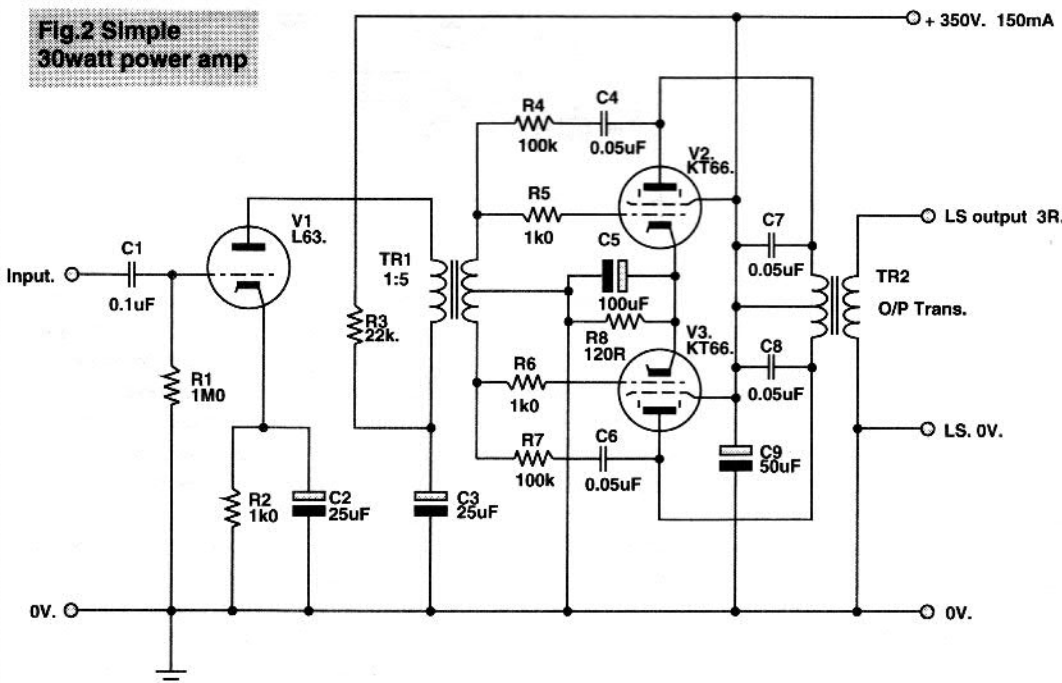 Fig.2 Simple
30watt power amp
+ 350V. 150mA
R4
100k
C4
0.05uF
V2.
KT66.
R5
1k0
V1
L63.
C1
Input.
0.1uF
TR1
1:5
C5
100uF
C7
0.05uF
LS output 3R.
TR2
O/P Trans.
R3
22k.
R8
120R
V3.
KT66.
C8
0.05uF
R1
1M0
R6
1k0
R7
100k
C6
0.05uF
LS. 0V.
C9
50uF
R2
1k0
C2
25uF
C3
25uF
0V.
0V.